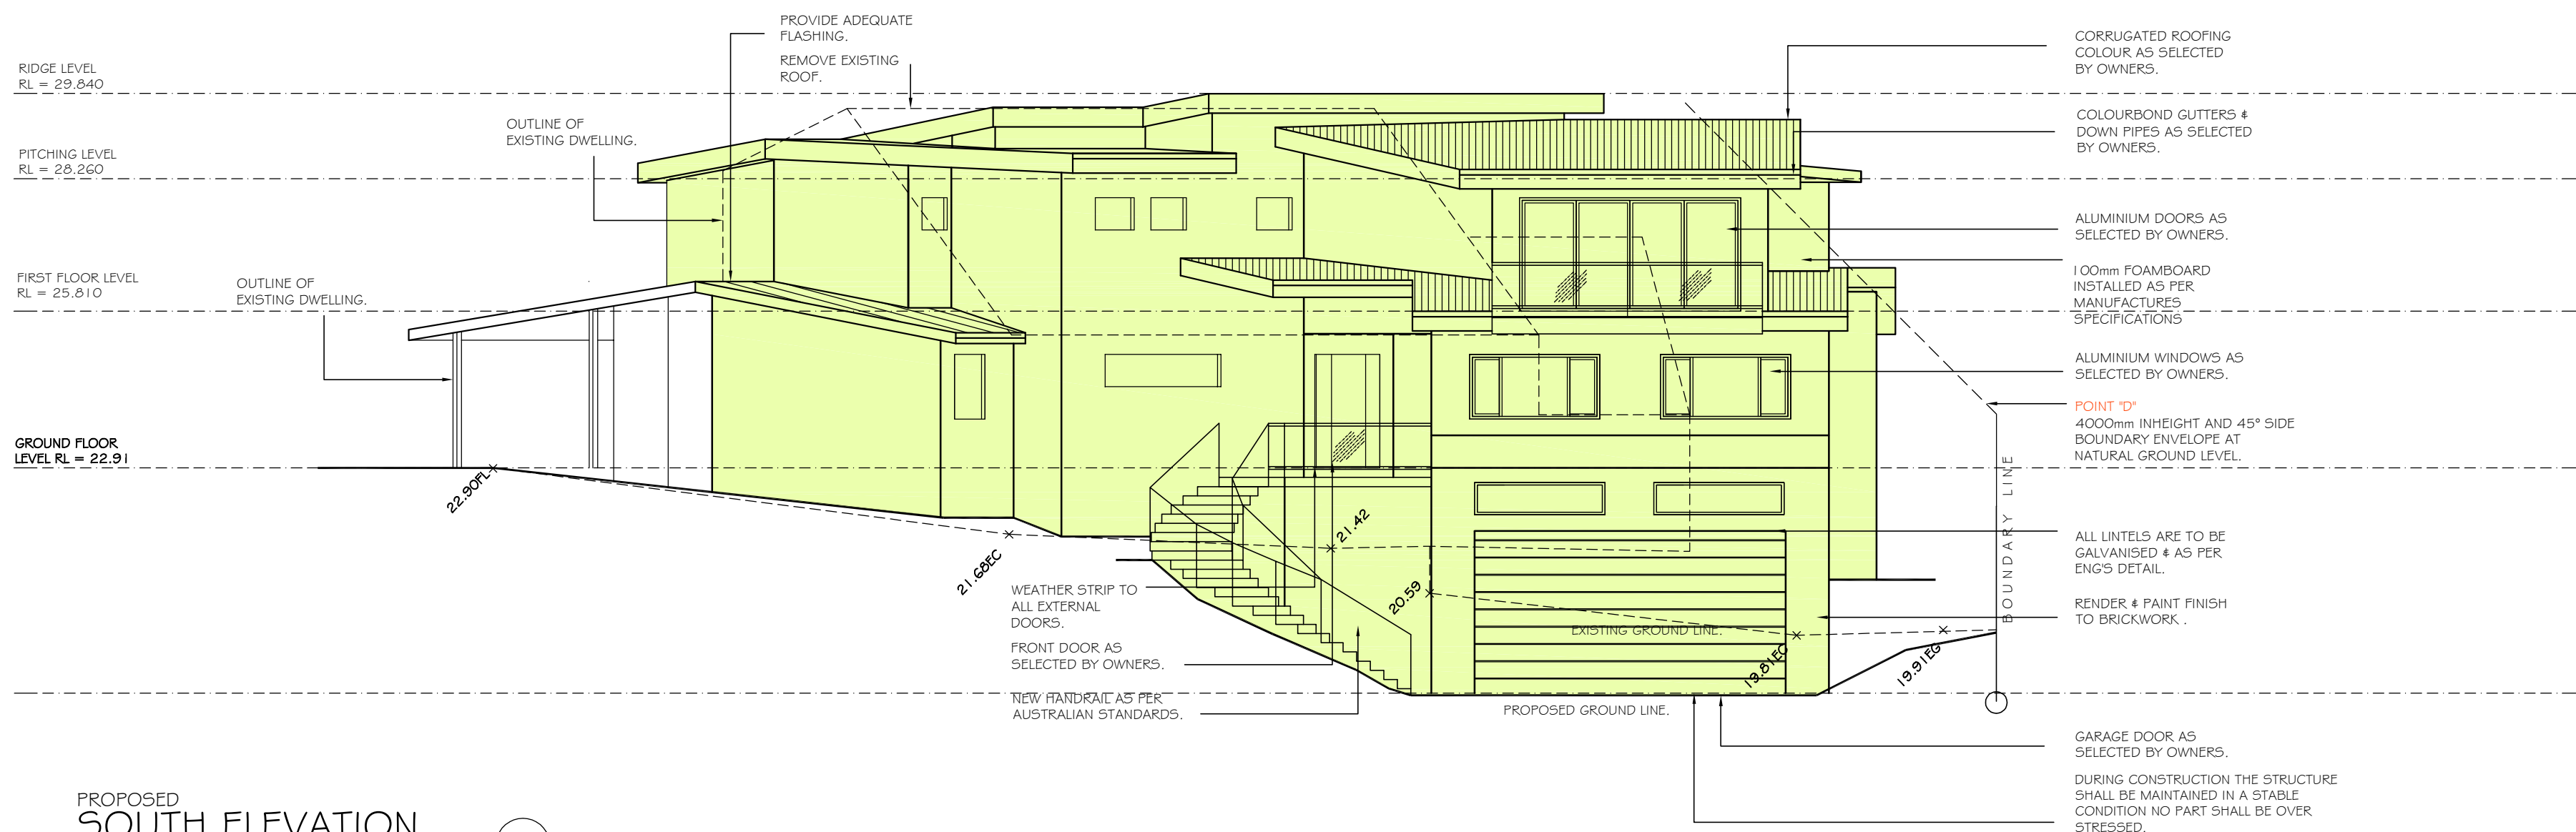 PROVIDE ADEQUATE
FLASHING.
REMOVE EXISTING
ROOF.
RIDGE LEVEL
RL = 29.840
OUTLINE OF
EXISTING DWELLING.
PITCHING LEVEL
RL = 28.260
FIRST FLOOR LEVEL
RL = 25.810
OUTLINE OF
EXISTING DWELLING.
GROUND FLOOR
LEVEL RL = 22.91
22.90FL
21.68EC
21.42
20.59
WEATHER STRIP TO
ALL EXTERNAL
DOORS.
FRONT DOOR AS
SELECTED BY OWNERS.
NEW HANDRAIL AS PER
AUSTRALIAN STANDARDS.
EXISTING GROUND LINE.
19.81EC
19.91EG
PROPOSED GROUND LINE.
BOUNDARY LINE
CORRUGATED ROOFING
COLOUR AS SELECTED
BY OWNERS.
COLOURBOND GUTTERS &
DOWN PIPES AS SELECTED
BY OWNERS.
ALUMINIUM DOORS AS
SELECTED BY OWNERS.
100mm FOAMBOARD
INSTALLED AS PER
MANUFACTURES
SPECIFICATIONS
ALUMINIUM WINDOWS AS
SELECTED BY OWNERS.
POINT "D"
4000mm INHEIGHT AND 45° SIDE
BOUNDARY ENVELOPE AT
NATURAL GROUND LEVEL.
ALL LINTELS ARE TO BE
GALVANISED & AS PER
ENG'S DETAIL.
RENDER & PAINT FINISH
TO BRICKWORK .
GARAGE DOOR AS
SELECTED BY OWNERS.
DURING CONSTRUCTION THE STRUCTURE
SHALL BE MAINTAINED IN A STABLE
CONDITION NO PART SHALL BE OVER
STRESSED.
PROPOSED
SOUTH ELEVATION